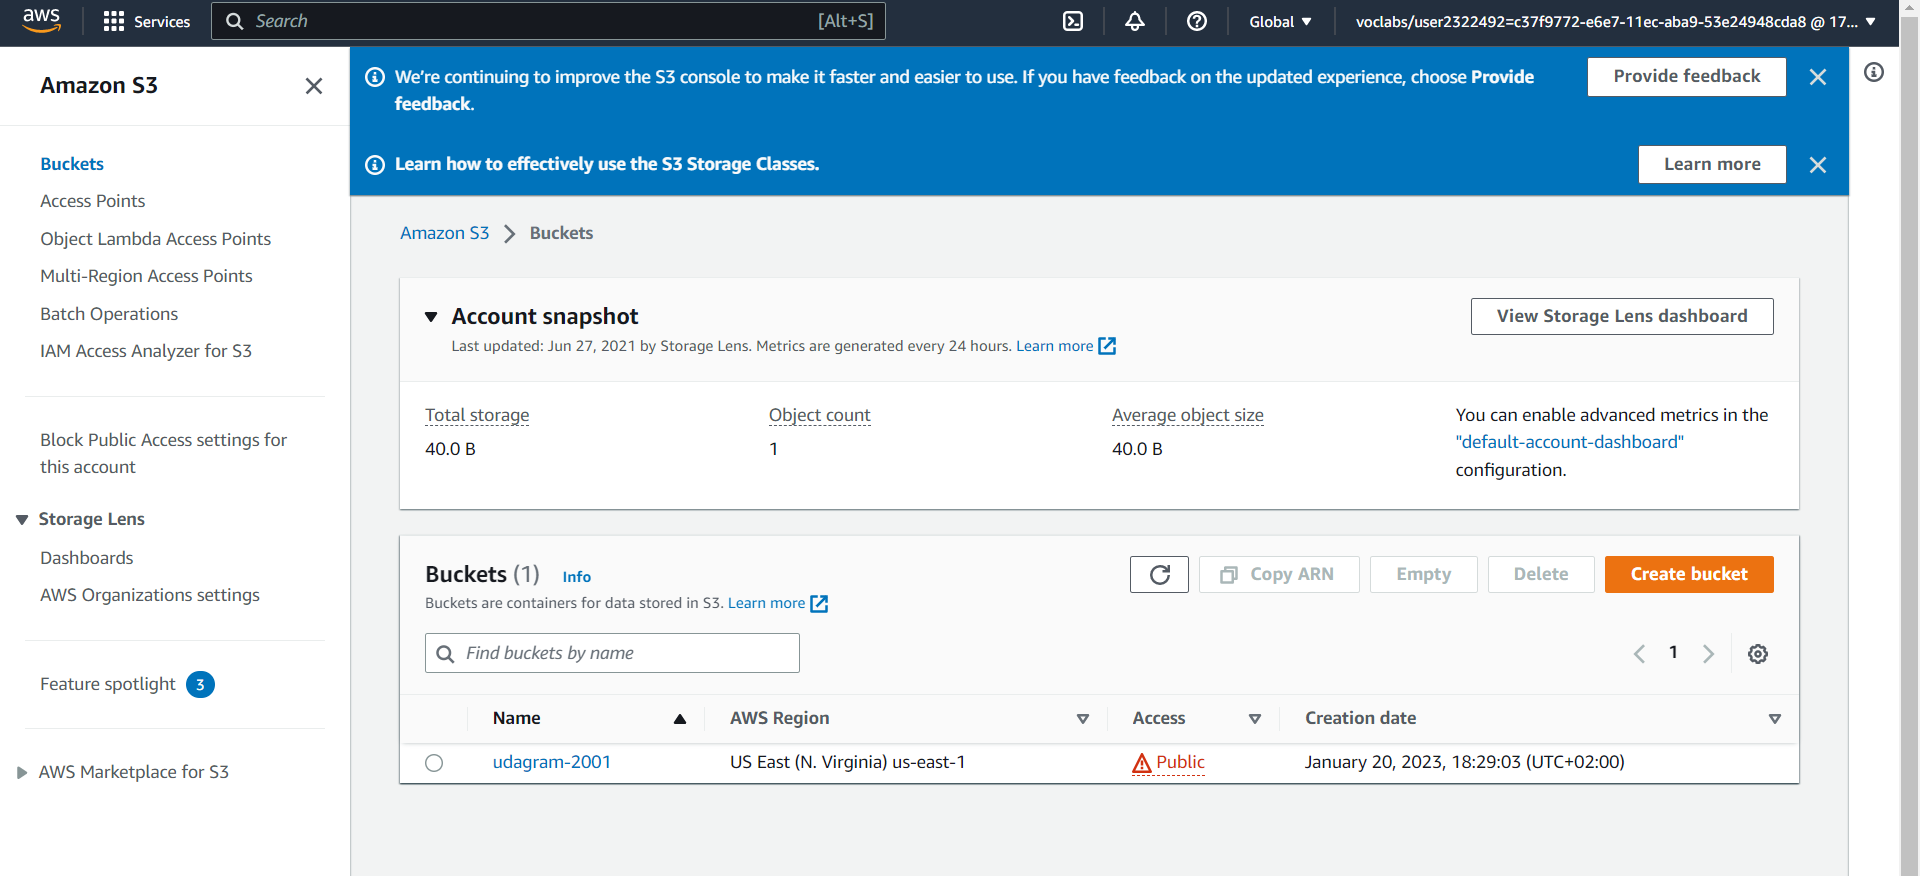 aws
Services
Search
[Alt+S]
Global
voclabs/user2322492=c37f9772-e6e7-11ec-aba9-53e24948cda8 @ 17...
Amazon S3
Buckets
Access Points
Object Lambda Access Points
Multi-Region Access Points
Batch Operations
IAM Access Analyzer for S3
Block Public Access settings for
this account
Storage Lens
Dashboards
AWS Organizations settings
Feature spotlight 3
AWS Marketplace for S3
We're continuing to improve the S3 console to make it faster and easier to use. If you have feedback on the updated experience, choose Provide
feedback.
Provide feedback
Learn how to effectively use the S3 Storage Classes.
Learn more
Amazon S3 > Buckets
Account snapshot
Last updated: Jun 27, 2021 by Storage Lens. Metrics are generated every 24 hours. Learn more
View Storage Lens dashboard
Total storage
40.0 B
Object count
1
Average object size
40.0 B
You can enable advanced metrics in the
"default-account-dashboard"
configuration.
Buckets (1) Info
Buckets are containers for data stored in S3. Learn more
Copy ARN
Empty
Delete
Create bucket
Find buckets by name
1
Name AWS Region Access Creation date
udagram-2001 US East (N. Virginia) us-east-1 Public January 20, 2023, 18:29:03 (UTC+02:00)